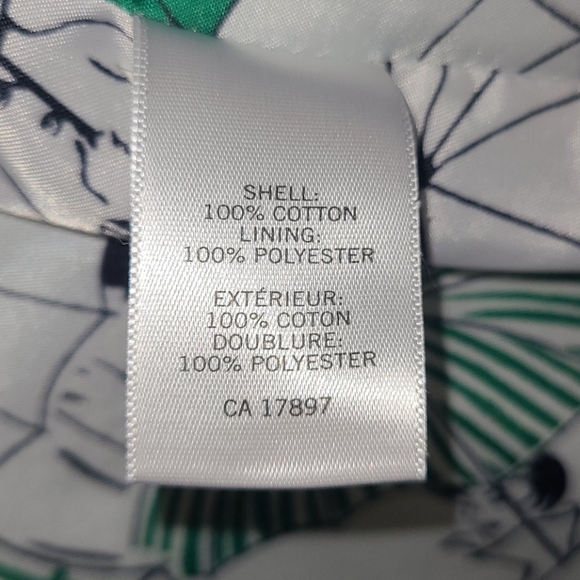 SHELL:
100% COTTON
LINING:
100% POLYESTER
EXTÉRIEUR:
100% COTON
DOUBLURE:
100% POLYESTER
CA 17897